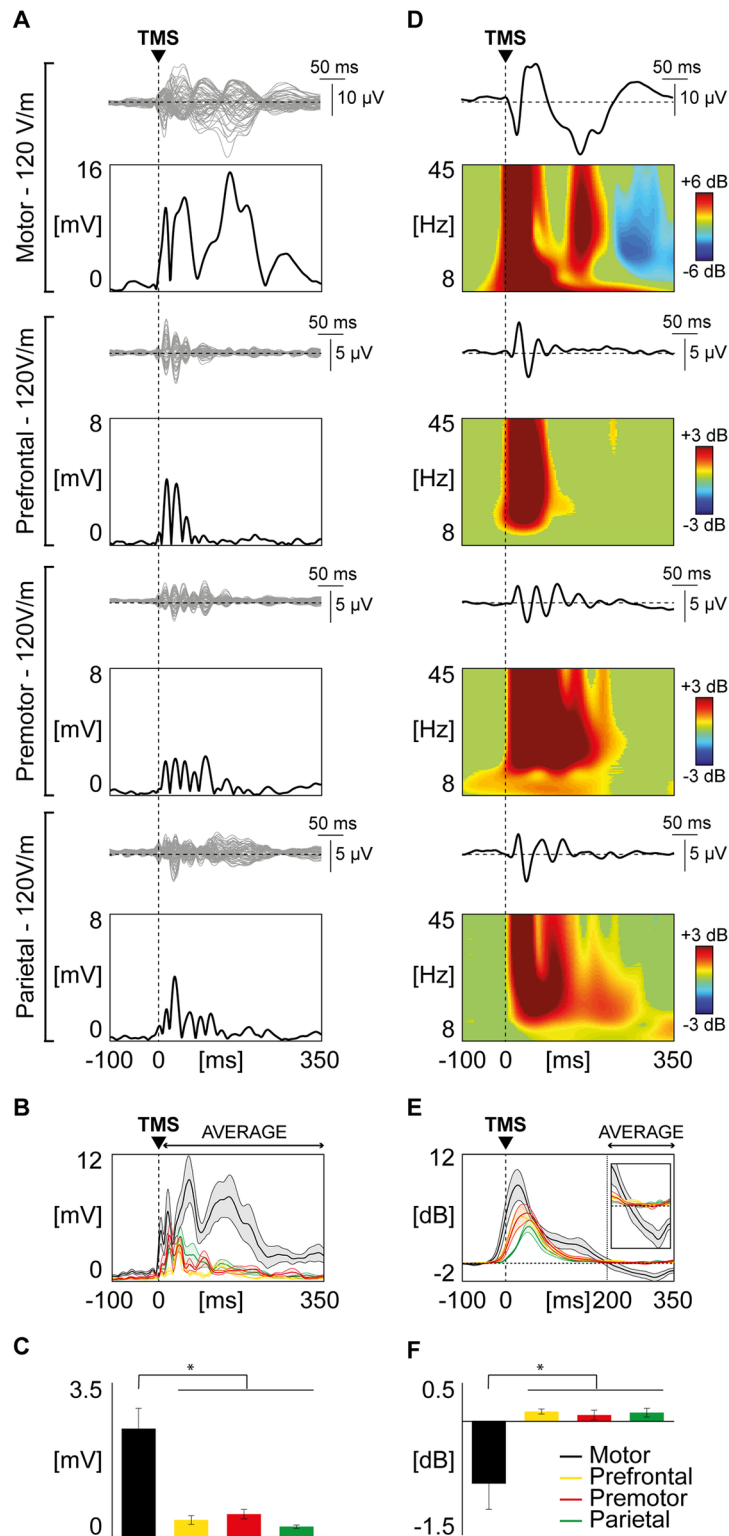 A
TMS
50 ms
10 μV
Motor - 120 V/m
16
[mV]
0
50 ms
5 μV
Prefrontal - 120V/m
8
[mV]
0
50 ms
5 μV
Premotor - 120V/m
8
[mV]
0
50 ms
5 μV
Parietal - 120V/m
8
[mV]
0
-100 0 [ms] 350
D
TMS
50 ms
10 μV
45
[Hz]
8
+6 dB
-6 dB
50 ms
5 μV
45
[Hz]
8
+3 dB
-3 dB
50 ms
5 μV
45
[Hz]
8
+3 dB
-3 dB
50 ms
5 μV
45
[Hz]
8
+3 dB
-3 dB
-100 0 [ms] 350
B
TMS
AVERAGE
12
[mV]
0
-100 0 [ms] 350
E
TMS
AVERAGE
12
[dB]
-2
-100 0 [ms] 200 350
C
*
3.5
[mV]
0
F
*
0.5
[dB]
-1.5
Motor
Prefrontal
Premotor
Parietal